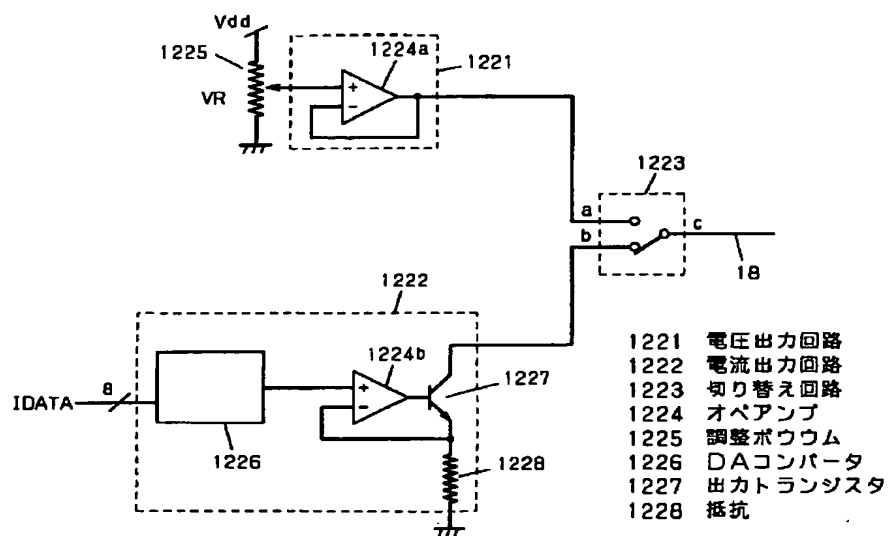 Vdd
1225
VR
1224a
1221
+
−
1223
a
b
c
18
1222
IDATA
8
1226
1224b
+
−
1227
1228
1221 電圧出力回路
1222 電流出力回路
1223 切り替え回路
1224 オペアンプ
1225 調整ボウウム
1226 DAコンバータ
1227 出力トランジスタ
1228 抵抗